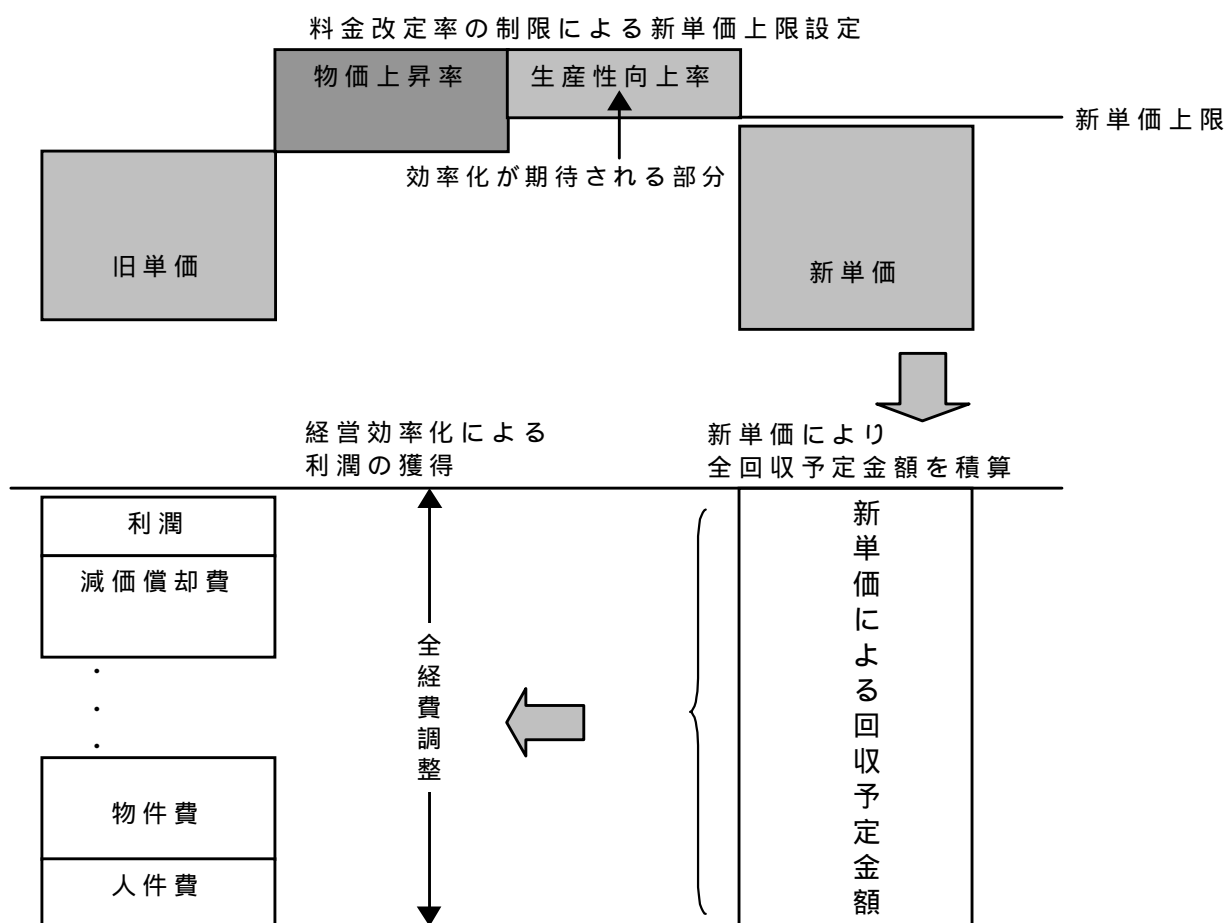 料金改定率の制限による新単価上限設定
物価上昇率
生産性向上率
新単価上限
効率化が期待される部分
旧単価
新単価
経営効率化による
利潤の獲得
新単価により
全回収予定金額を積算
利潤
減価償却費
・
・
・
物件費
人件費
全経費調整
新単価による回収予定金額